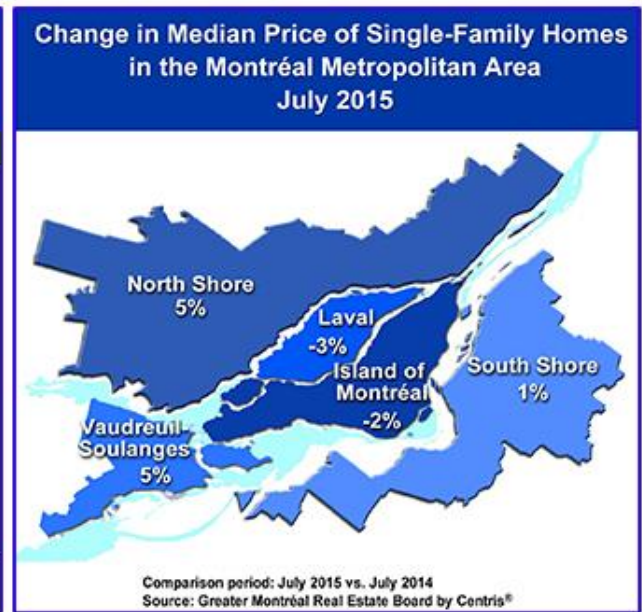 Change in Median Price of Single-Family Homes
in the Montréal Metropolitan Area
July 2015
North Shore
5%
Laval
-3%
Island of
Montréal
-2%
South Shore
1%
Vaudreuil-
Soulanges
5%
Comparison period: July 2015 vs. July 2014
Source: Greater Montréal Real Estate Board by Centris®